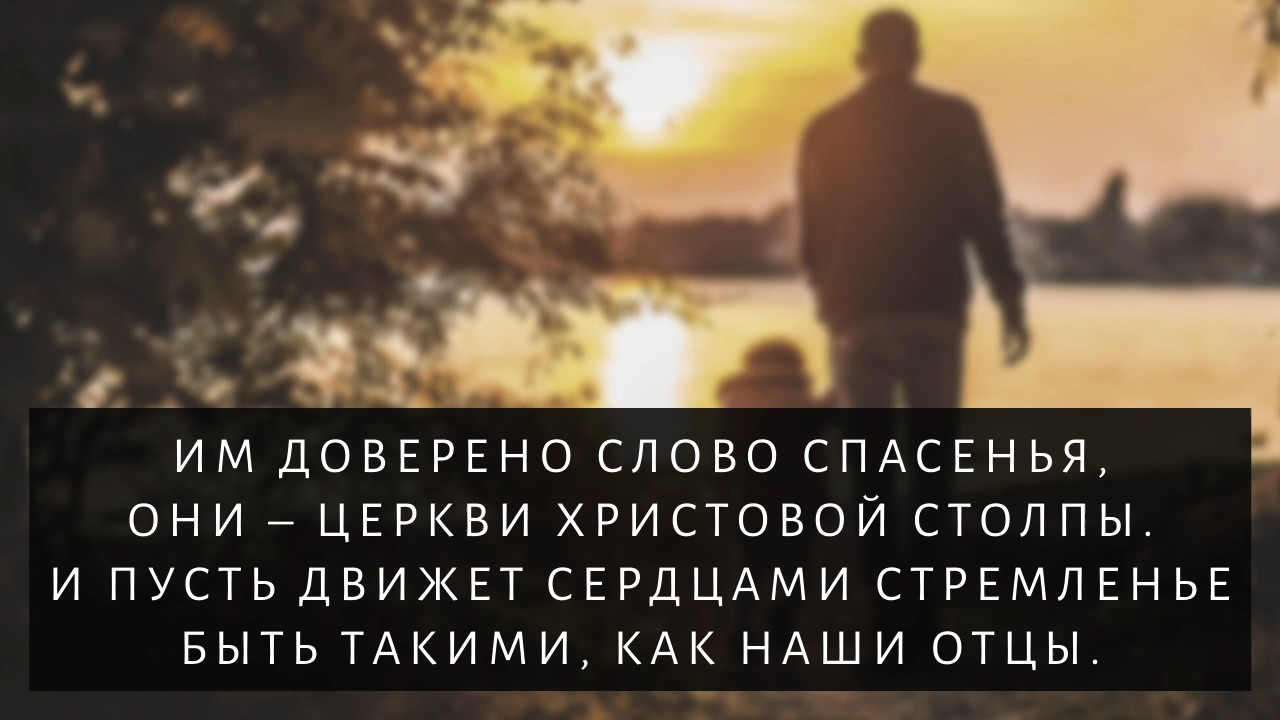 ИМ ДОВЕРЕНО СЛОВО СПАСЕНЬЯ,
ОНИ – ЦЕРКВИ ХРИСТОВОЙ СТОЛПЫ.
И ПУСТЬ ДВИЖЕТ СЕРДЦАМИ СТРЕМЛЕНЬЕ
БЫТЬ ТАКИМИ, КАК НАШИ ОТЦЫ.